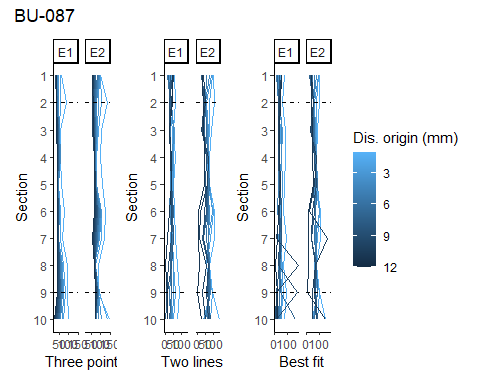 BU-087
E1 E2 E1 E2 E1 E2
1 1 1
2 2 2
3 3 3
4 4 4
5 5 5
6 6 6
7 7 7
8 8 8
9 9 9
10 10 10
Section Section Section
0100 0100
Three point Two lines Best fit
Dis. origin (mm)
3
6
9
12